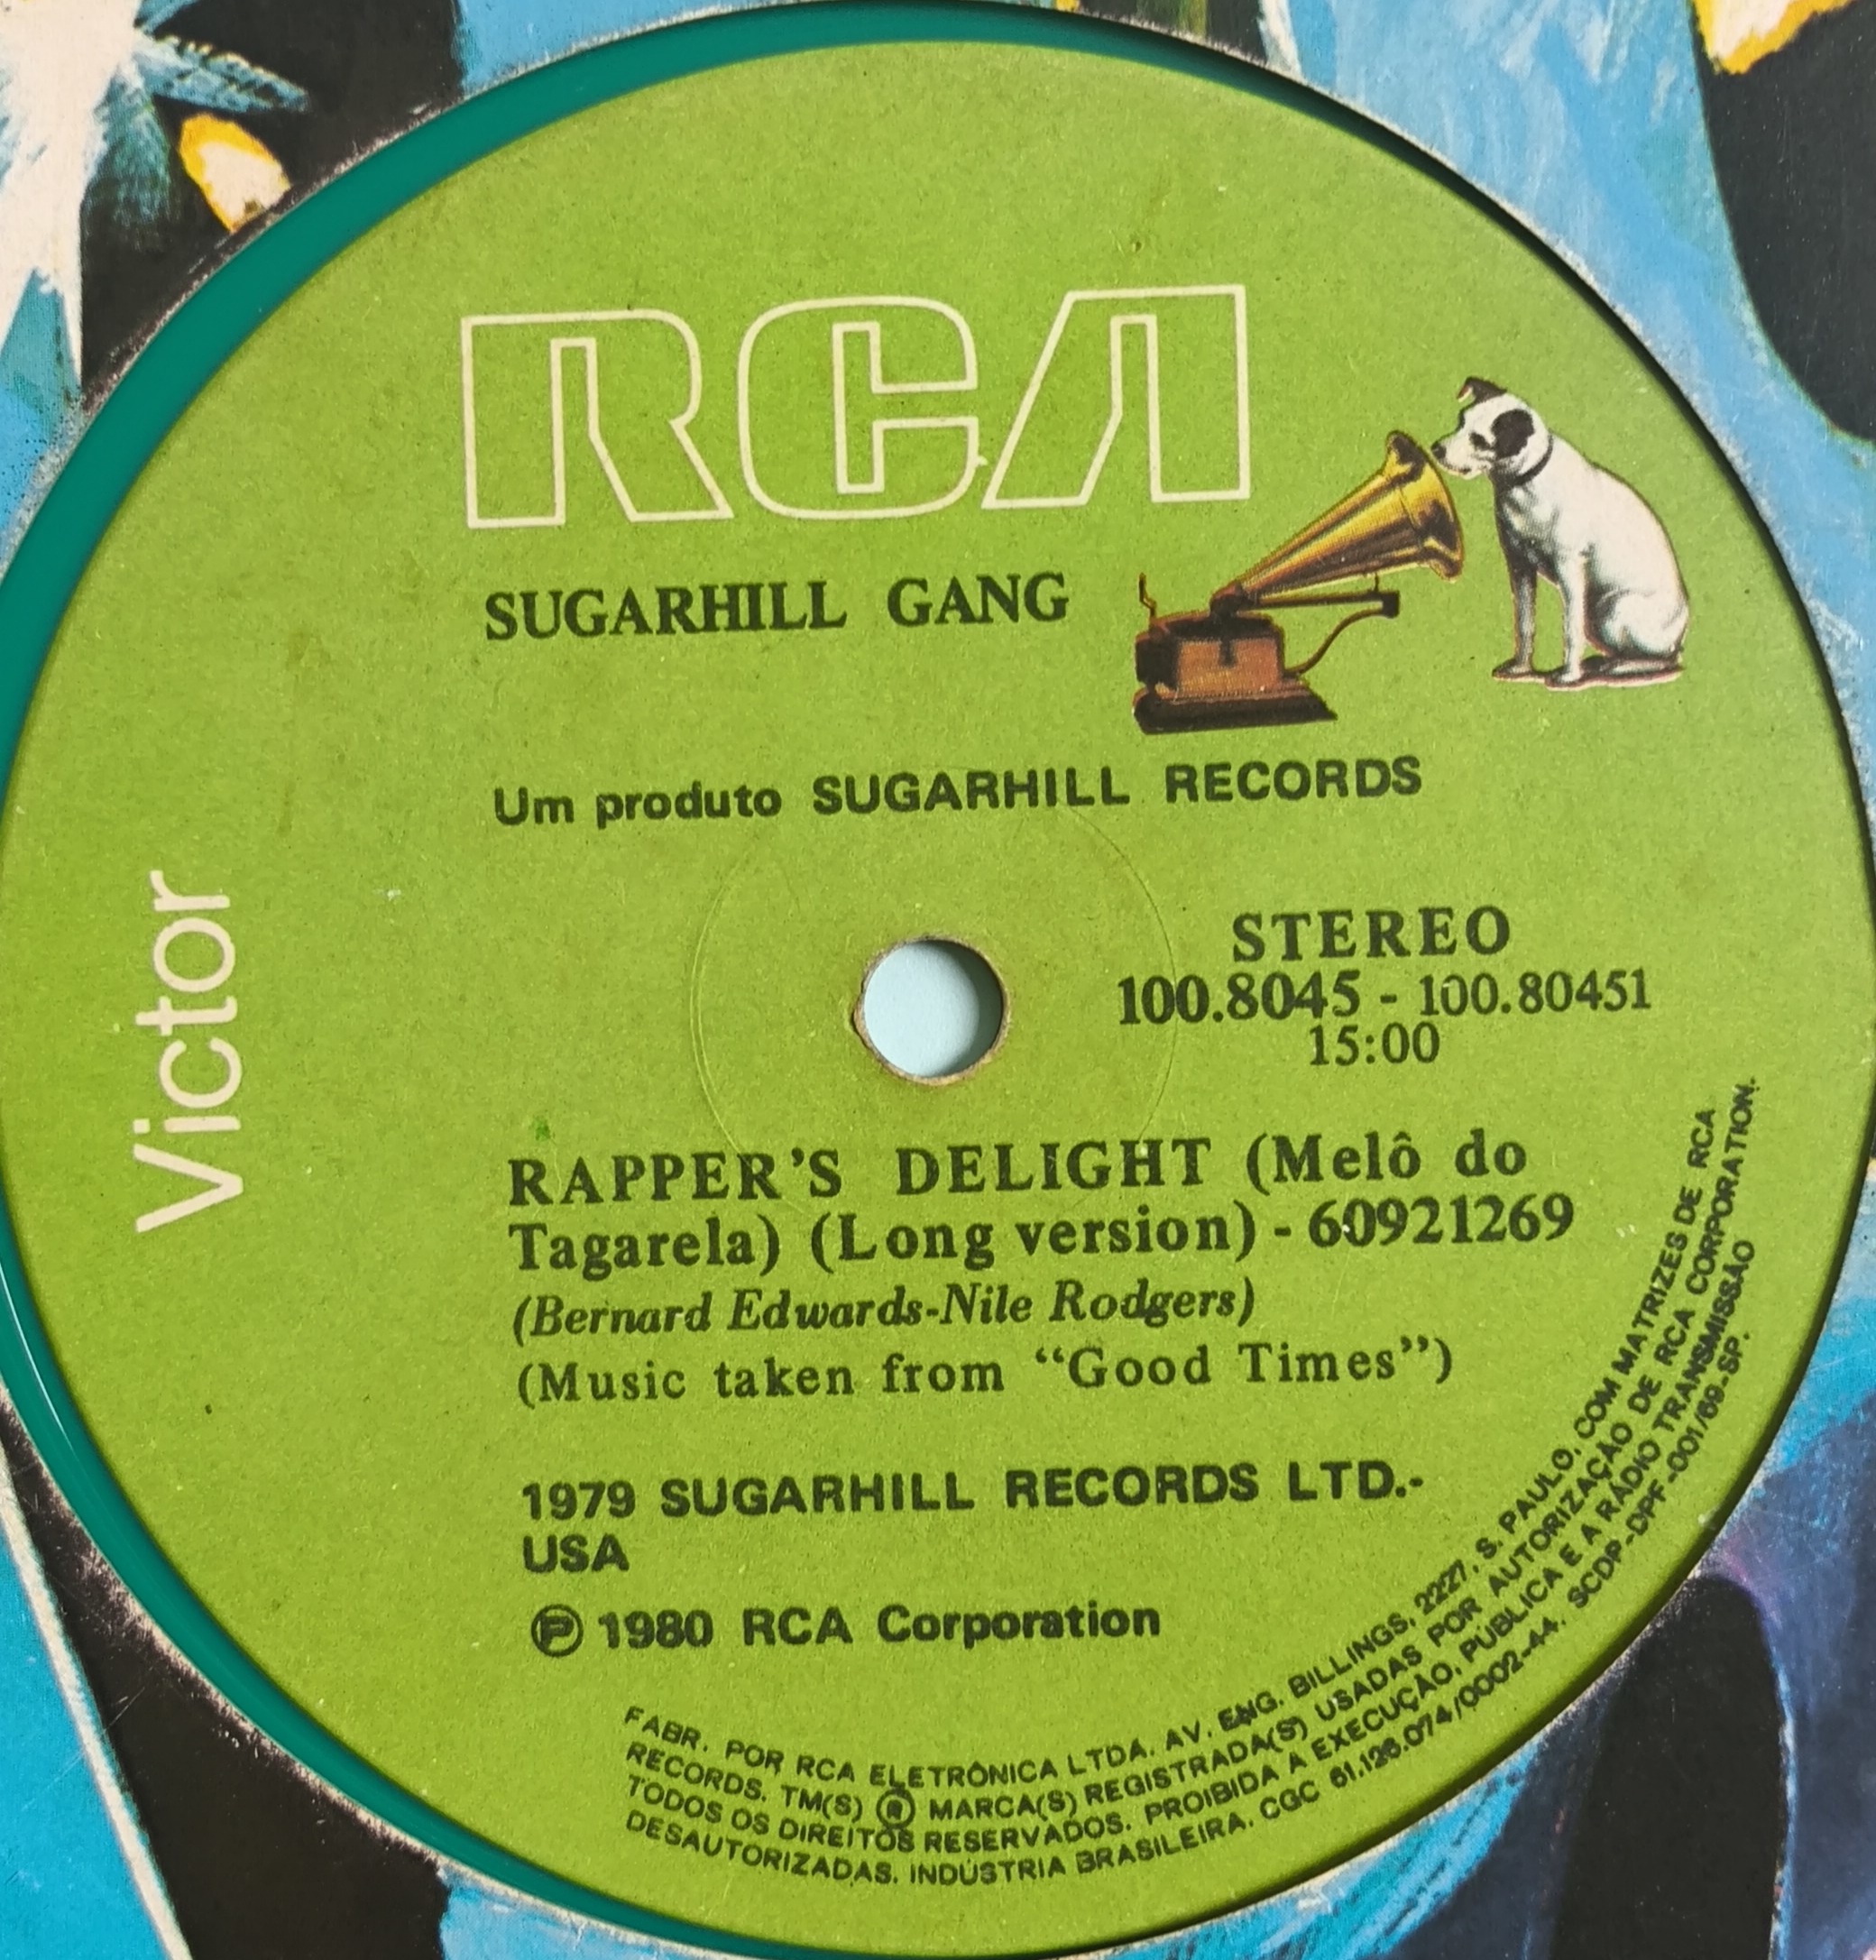 RCA
SUGARHILL GANG
Um produto SUGARHILL RECORDS
Victor
STEREO
100.8045 - 100.80451
15:00
RAPPER'S DELIGHT (Melô do
Tagarela) (Long version) - 60921269
(Bernard Edwards-Nile Rodgers)
(Music taken from “Good Times”)
1979 SUGARHILL RECORDS LTD.-
USA
℗ 1980 RCA Corporation
FABR. POR RCA ELETRÔNICA LTDA. AV. ENG. BILLINGS, 2227, S. PAULO, COM MATRIZES DE RCA
RECORDS. TM(S) ® MARCA(S) REGISTRADA(S) USADAS POR AUTORIZAÇÃO DE RCA CORPORATION.
TODOS OS DIREITOS RESERVADOS. PROIBIDA A EXECUÇÃO, PÚBLICA E A RÁDIO TRANSMISSÃO
DESAUTORIZADAS. INDÚSTRIA BRASILEIRA. CGC 61.126.074/0002-44. SCDP-DPF-001/69-SP.